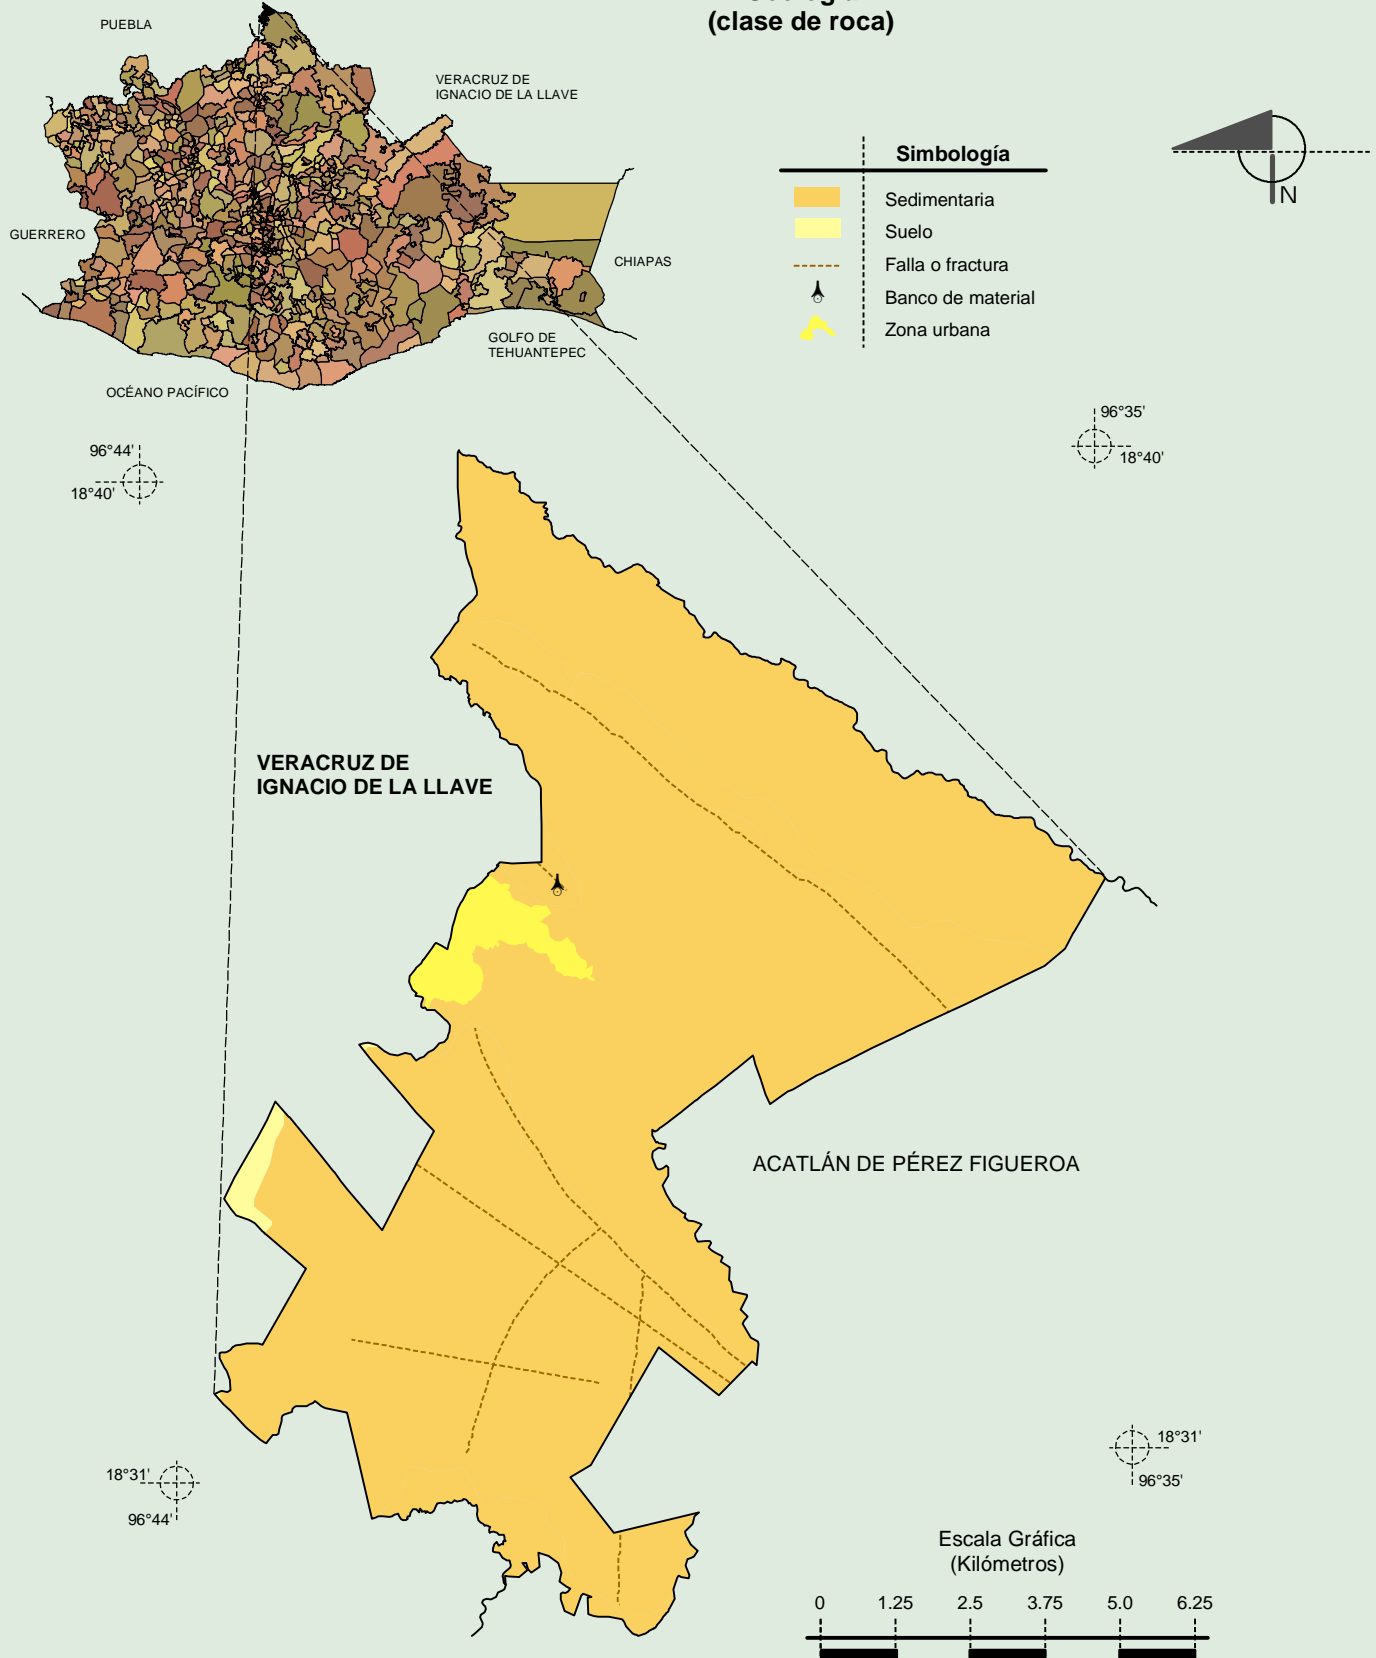 (clase de roca)
PUEBLA
VERACRUZ DE
IGNACIO DE LA LLAVE
GUERRERO
CHIAPAS
GOLFO DE
TEHUANTEPEC
OCÉANO PACÍFICO
Simbología
Sedimentaria
Suelo
Falla o fractura
Banco de material
Zona urbana
N
96°44'
18°40'
96°35'
18°40'
VERACRUZ DE
IGNACIO DE LA LLAVE
ACATLÁN DE PÉREZ FIGUEROA
18°31'
96°44'
18°31'
96°35'
Escala Gráfica
(Kilómetros)
0 1.25 2.5 3.75 5.0 6.25